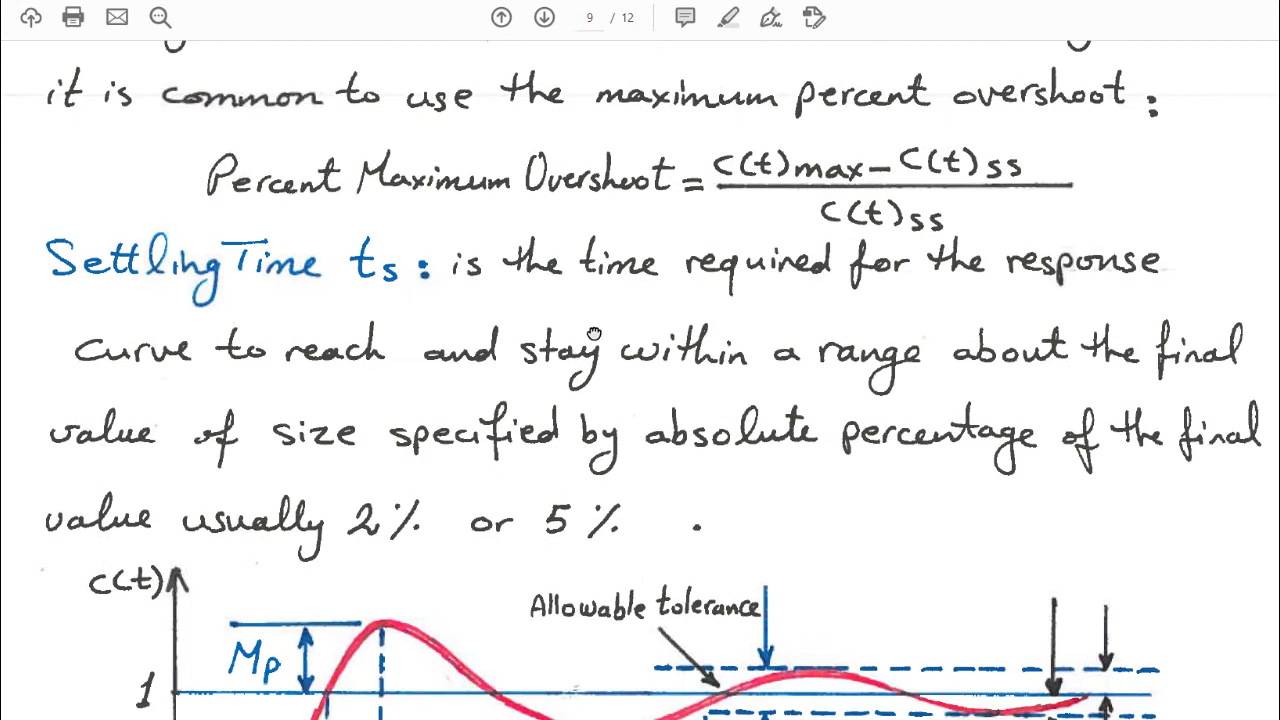 9 / 12
it is common to use the maximum percent overshoot :
Percent Maximum Overshoot = C(t)max - C(t)ss
C(t)ss
Settling Time ts : is the time required for the response
curve to reach and stay within a range about the final
value of size specified by absolute percentage of the final
value usually 2% or 5% .
C(t)
Allowable tolerance
Mp
1